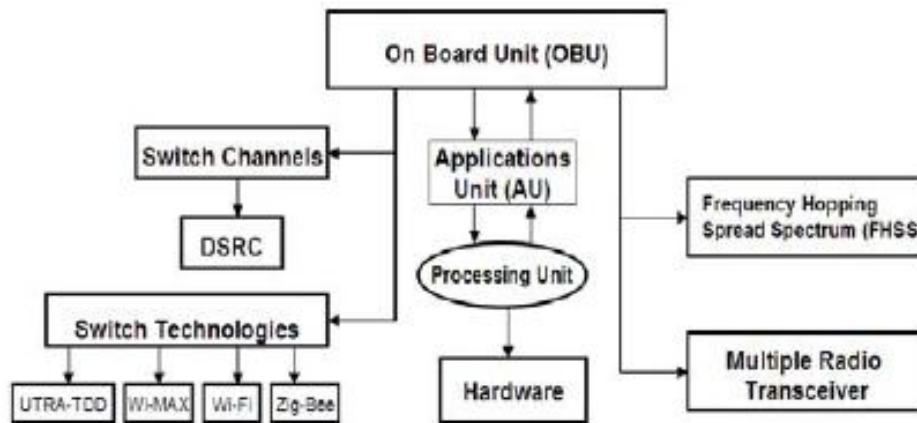 On Board Unit (OBU)
Switch Channels
Applications
Unit (AU)
Frequency Hopping
Spread Spectrum (FHSS
DSRC
Processing Unit
Switch Technologies
Multiple Radio
Transceiver
Hardware
UTRA-TDD
Wi-MAX
Wi-Fi
Zig-Bee